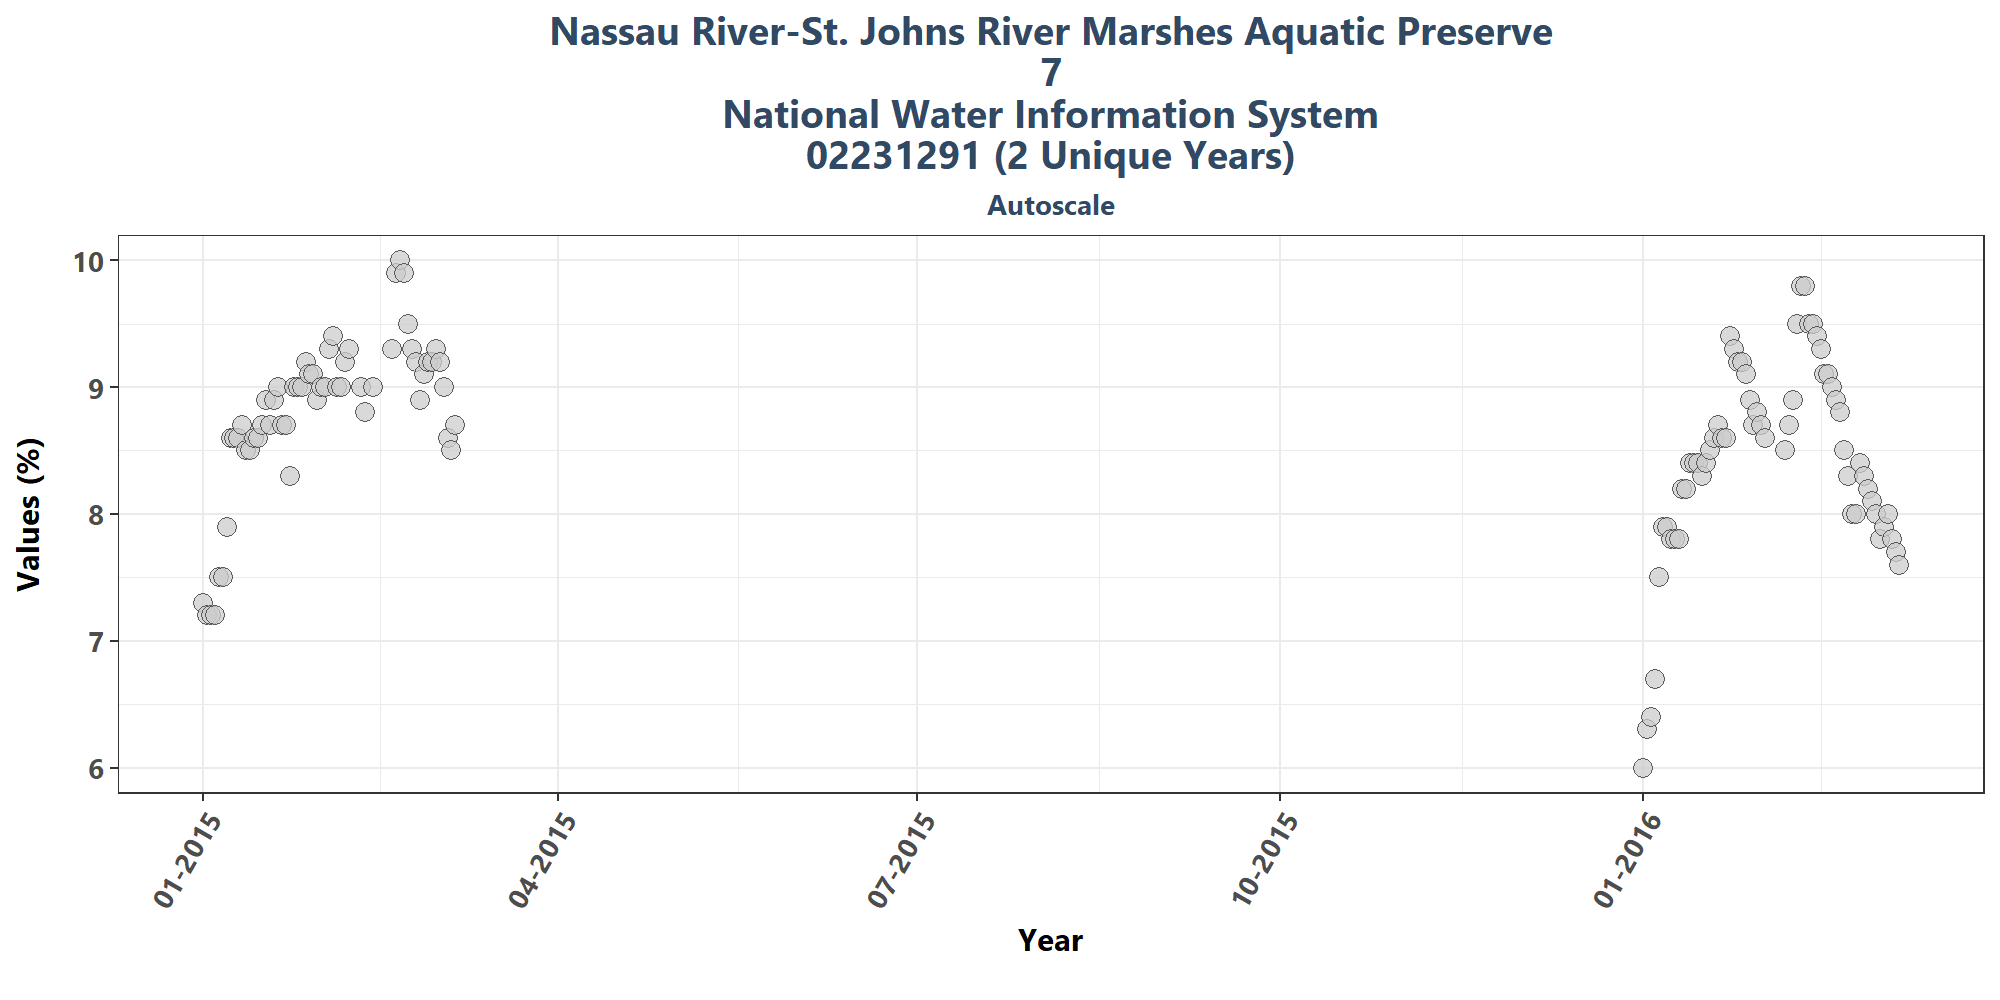 Nassau River-St. Johns River Marshes Aquatic Preserve
7
National Water Information System
02231291 (2 Unique Years)
Autoscale
10
9
8
7
6
Values (%)
01-2015
04-2015
07-2015
10-2015
01-2016
Year